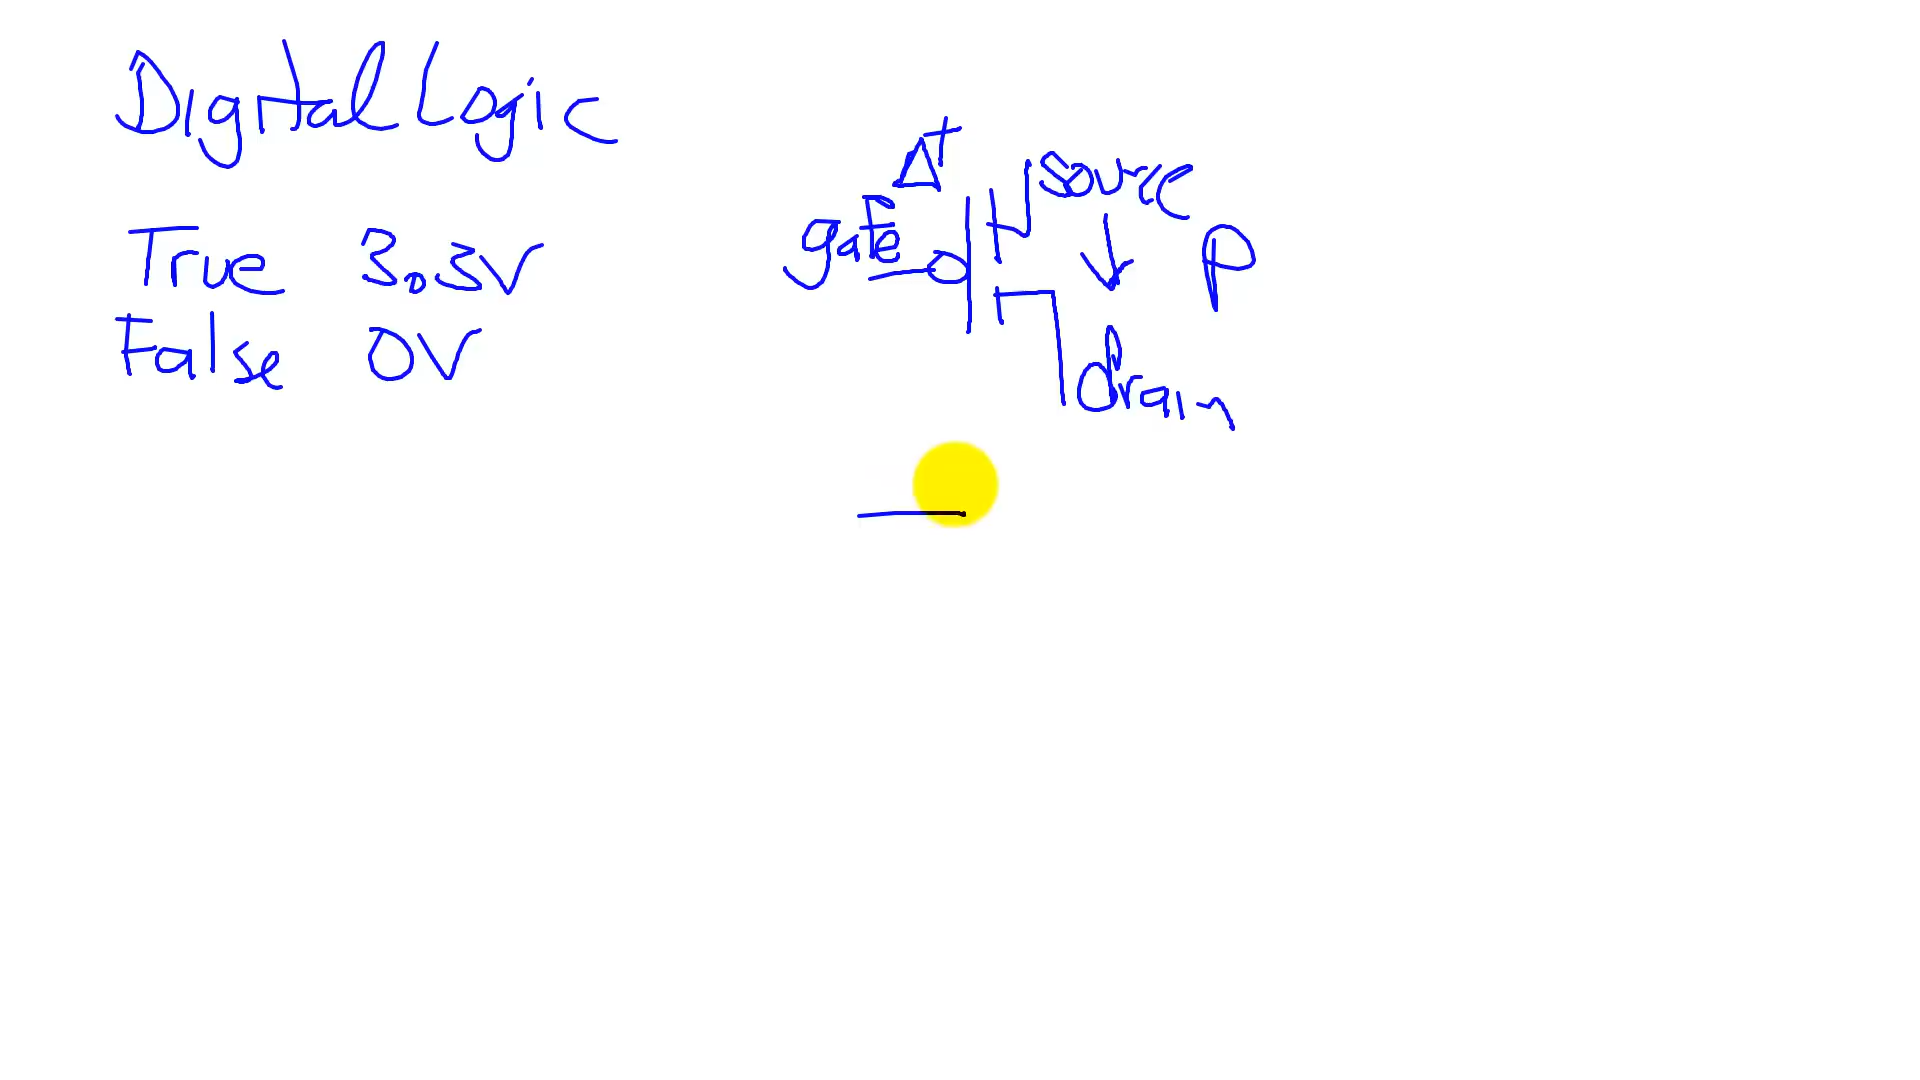 Digital Logic
True 3.3V
False 0V
Δ+
gate
source
P
drain